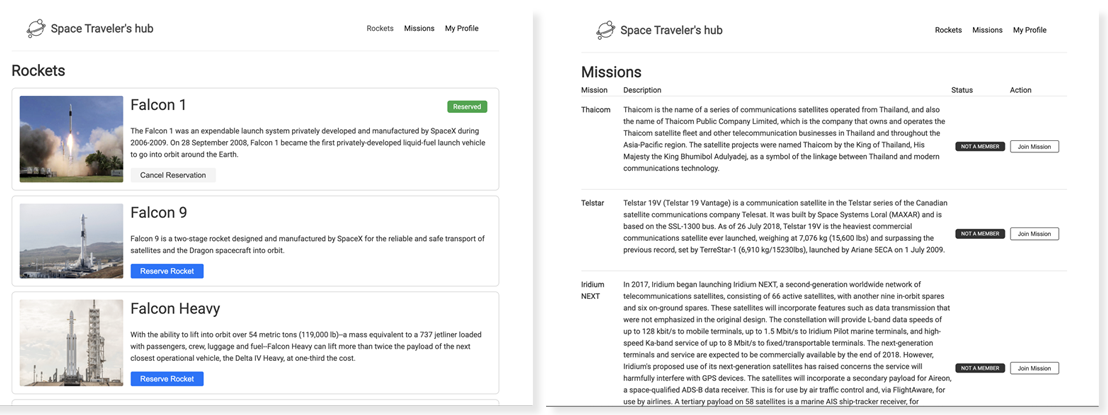 Space Traveler's hub
Rockets Missions My Profile
Rockets
Falcon 1
Reserved
The Falcon 1 was an expendable launch system privately developed and manufactured by SpaceX during
2006-2009. On 28 September 2008, Falcon 1 became the first privately-developed liquid-fuel launch vehicle
to go into orbit around the Earth.
Cancel Reservation
Falcon 9
Falcon 9 is a two-stage rocket designed and manufactured by SpaceX for the reliable and safe transport of
satellites and the Dragon spacecraft into orbit.
Reserve Rocket
Falcon Heavy
With the ability to lift into orbit over 54 metric tons (119,000 lb)–a mass equivalent to a 737 jetliner loaded
with passengers, crew, luggage and fuel–Falcon Heavy can lift more than twice the payload of the next
closest operational vehicle, the Delta IV Heavy, at one-third the cost.
Reserve Rocket
Space Traveler's hub
Rockets Missions My Profile
Missions
Mission Description Status Action
Thaicom
Thaicom is the name of a series of communications satellites operated from Thailand, and also
the name of Thaicom Public Company Limited, which is the company that owns and operates the
Thaicom satellite fleet and other telecommunication businesses in Thailand and throughout the
Asia-Pacific region. The satellite projects were named Thaicom by the King of Thailand, His
Majesty the King Bhumibol Adulyadej, as a symbol of the linkage between Thailand and modern
communications technology.
NOT A MEMBER
Join Mission
Telstar
Telstar 19V (Telstar 19 Vantage) is a communication satellite in the Telstar series of the Canadian
satellite communications company Telesat. It was built by Space Systems Loral (MAXAR) and is
based on the SSL-1300 bus. As of 26 July 2018, Telstar 19V is the heaviest commercial
communications satellite ever launched, weighing at 7,076 kg (15,600 lbs) and surpassing the
previous record, set by TerreStar-1 (6,910 kg/15230lbs), launched by Ariane 5ECA on 1 July 2009.
NOT A MEMBER
Join Mission
Iridium
NEXT
In 2017, Iridium began launching Iridium NEXT, a second-generation worldwide network of
telecommunications satellites, consisting of 66 active satellites, with another nine in-orbit spares
and six on-ground spares. These satellites will incorporate features such as data transmission that
were not emphasized in the original design. The constellation will provide L-band data speeds of
up to 128 kbit/s to mobile terminals, up to 1.5 Mbit/s to Iridium Pilot marine terminals, and high-
speed Ka-band service of up to 8 Mbit/s to fixed/transportable terminals. The next-generation
terminals and service are expected to be commercially available by the end of 2018. However,
Iridium's proposed use of its next-generation satellites has raised concerns the service will
harmfully interfere with GPS devices. The satellites will incorporate a secondary payload for Aireon,
a space-qualified ADS-B data receiver. This is for use by air traffic control and, via FlightAware, for
use by airlines. A tertiary payload on 58 satellites is a marine AIS ship-tracker receiver, for
NOT A MEMBER
Join Mission